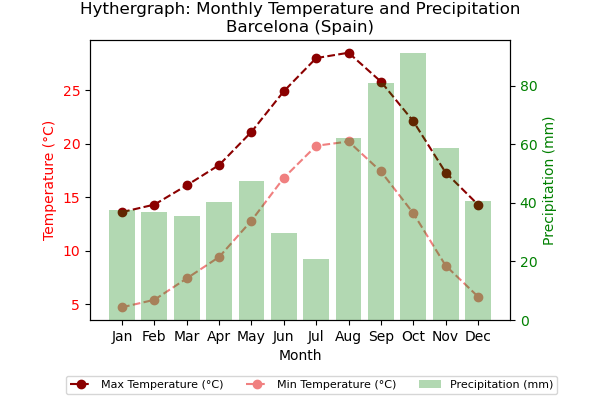 Hythergraph: Monthly Temperature and Precipitation
Barcelona (Spain)
Temperature (°C)
25
20
15
10
5
80
60
40
20
0
Precipitation (mm)
Jan Feb Mar Apr May Jun Jul Aug Sep Oct Nov Dec
Month
Max Temperature (°C) Min Temperature (°C) Precipitation (mm)